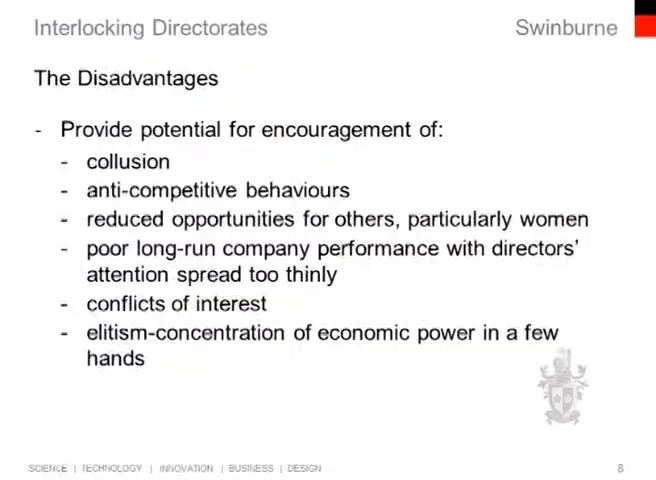 Interlocking Directorates
Swinburne
The Disadvantages
- Provide potential for encouragement of:
- collusion
- anti-competitive behaviours
- reduced opportunities for others, particularly women
- poor long-run company performance with directors'
attention spread too thinly
- conflicts of interest
- elitism-concentration of economic power in a few
hands
SCIENCE | TECHNOLOGY | INNOVATION | BUSINESS | DESIGN
8